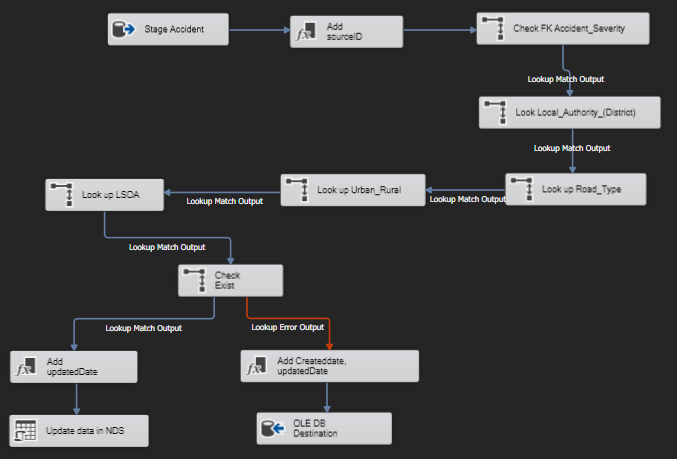 Stage Accident
Add
sourceID
Check FK Accident_Severity
Lookup Match Output
Look Local_Authority_(District)
Lookup Match Output
Look up Road_Type
Lookup Match Output
Look up Urban_Rural
Lookup Match Output
Look up LSOA
Lookup Match Output
Check
Exist
Lookup Match Output
Lookup Error Output
Add
updatedDate
Add Createddate,
updatedDate
Update data in NDS
OLE DB
Destination